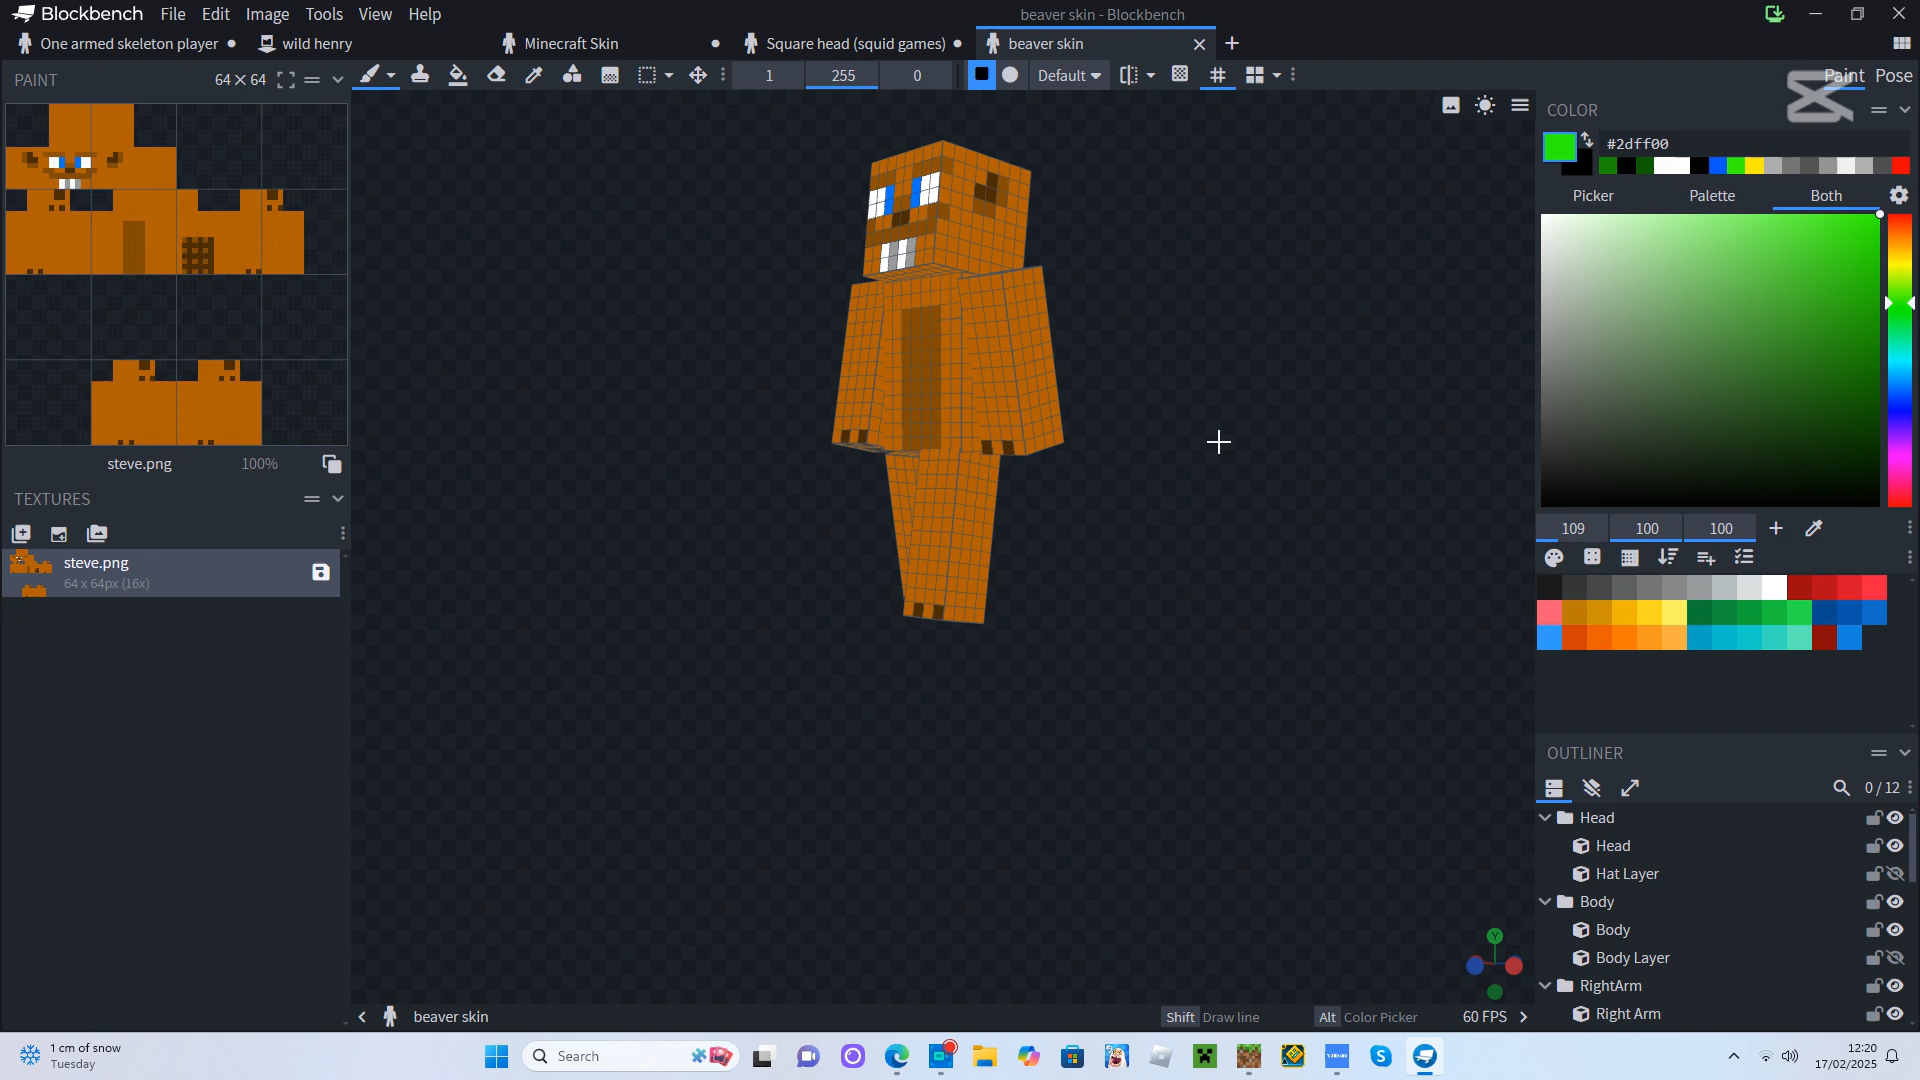 Blockbench File Edit Image Tools View Help
beaver skin - Blockbench
One armed skeleton player
wild henry
Minecraft Skin
Square head (squid games)
beaver skin
PAINT 64×64
1 255 0 Default
Paint Pose
COLOR
#2dff00
Picker Palette Both
steve.png 100%
TEXTURES
steve.png
64 x 64px (16x)
109 100 100
OUTLINER
0 / 12
Head
Head
Hat Layer
Body
Body
Body Layer
RightArm
Right Arm
Y
beaver skin
Shift Draw line Alt Color Picker 60 FPS
1 cm of snow
Tuesday
Search
12:20
17/02/2025